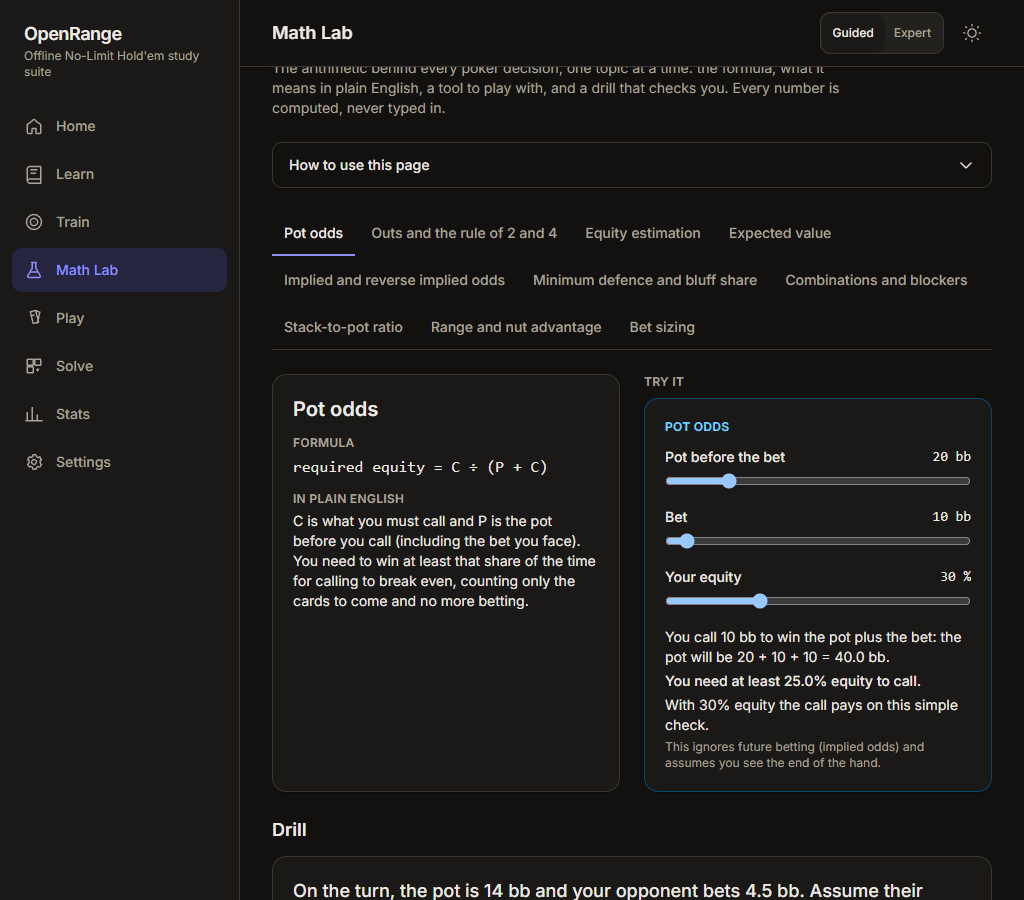 OpenRange
Offline No-Limit Hold'em study
suite
Home
Learn
Train
Math Lab
Play
Solve
Stats
Settings
Math Lab
Guided
Expert
The arithmetic behind every poker decision, one topic at a time: the formula, what it
means in plain English, a tool to play with, and a drill that checks you. Every number is
computed, never typed in.
How to use this page
Pot odds
Outs and the rule of 2 and 4
Equity estimation
Expected value
Implied and reverse implied odds
Minimum defence and bluff share
Combinations and blockers
Stack-to-pot ratio
Range and nut advantage
Bet sizing
Pot odds
FORMULA
required equity = C ÷ (P + C)
IN PLAIN ENGLISH
C is what you must call and P is the pot
before you call (including the bet you face).
You need to win at least that share of the time
for calling to break even, counting only the
cards to come and no more betting.
TRY IT
POT ODDS
Pot before the bet
20 bb
Bet
10 bb
Your equity
30 %
You call 10 bb to win the pot plus the bet: the
pot will be 20 + 10 + 10 = 40.0 bb.
You need at least 25.0% equity to call.
With 30% equity the call pays on this simple
check.
This ignores future betting (implied odds) and
assumes you see the end of the hand.
Drill
On the turn, the pot is 14 bb and your opponent bets 4.5 bb. Assume their